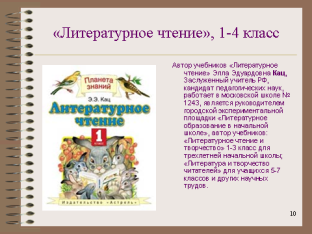 «Литературное чтение», 1-4 класс
Автор учебников «Литературное
чтение» Элла Эдуардовна Кац,
Заслуженный учитель РФ,
кандидат педагогических наук,
работает в московской школе №
1243, является руководителем
городской экспериментальной
площадки «Литературное
образование в начальной
школе», автор учебников:
«Литературное чтение и
творчество» 1-3 класс для
трехлетней начальной школы;
«Литература и творчество
читателей» для учащихся 5-7
классов и других научных
трудов.
Планета
знаний
Э.Э. Кац
Литературное
чтение
1
Издательство «Астрель»
10